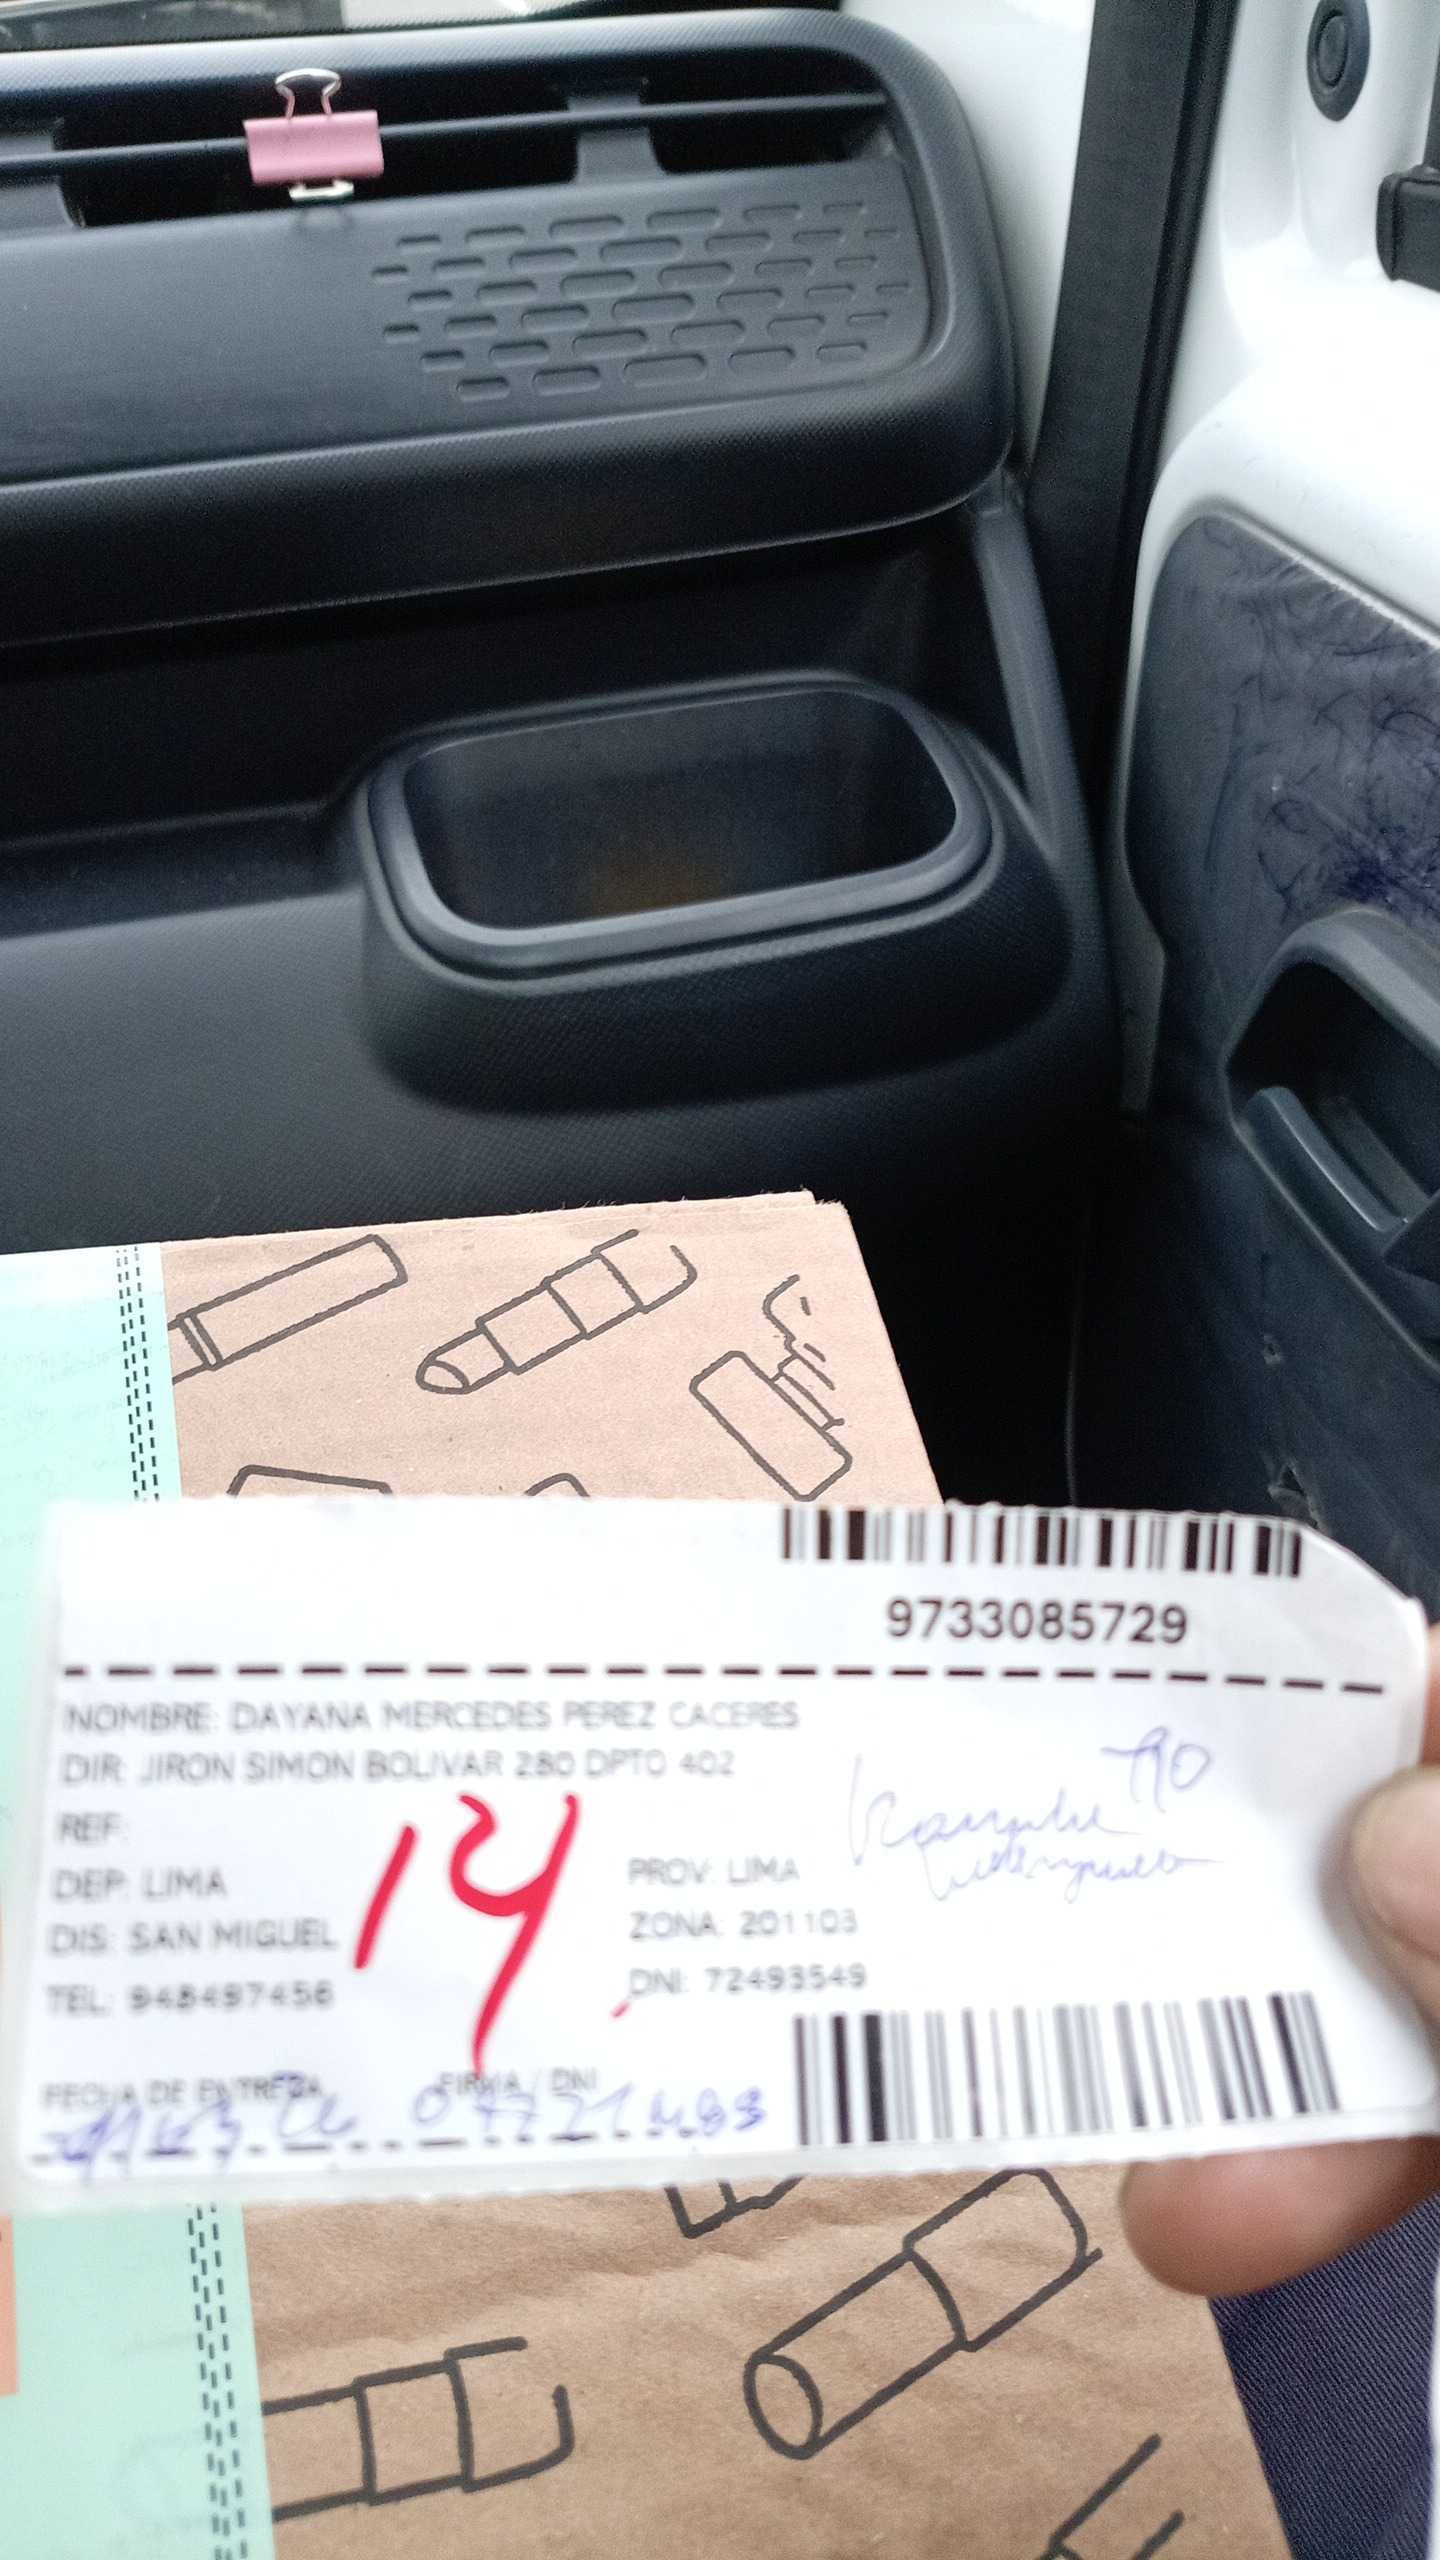 9733085729
NOMBRE: DAYANA MERCEDES PEREZ CACERES
DIR: JIRON SIMON BOLIVAR 280 DPTO 402
REF:
14
DEP: LIMA PROV: LIMA
DIS: SAN MIGUEL ZONA: 201103
TEL: 948497456 DNI: 72493549
FECHA DE ENTREGA FIRMA / DNI